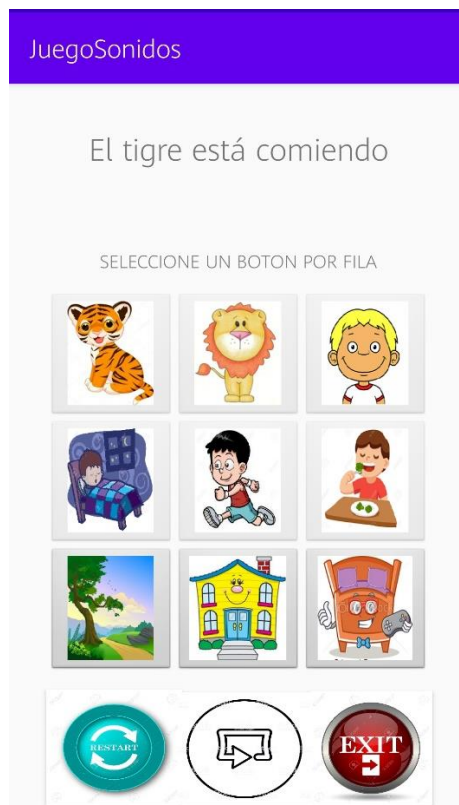 JuegoSonidos
El tigre está comiendo
SELECCIONE UN BOTON POR FILA
RESTART
EXIT